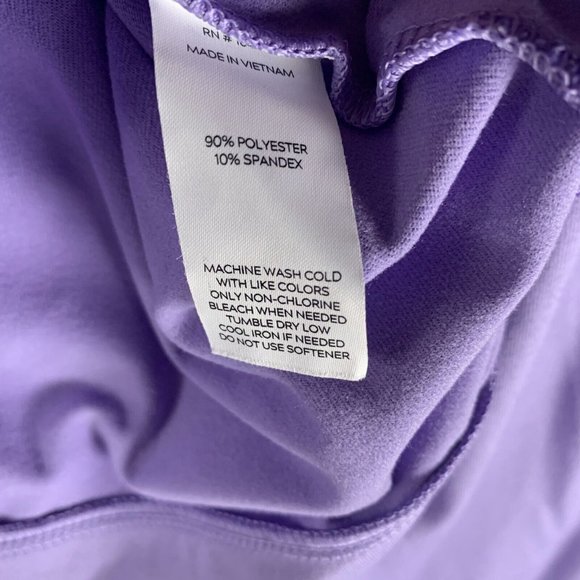 RN #
MADE IN VIETNAM
90% POLYESTER
10% SPANDEX
MACHINE WASH COLD
WITH LIKE COLORS
ONLY NON-CHLORINE
BLEACH WHEN NEEDED
TUMBLE DRY LOW
COOL IRON IF NEEDED
DO NOT USE SOFTENER